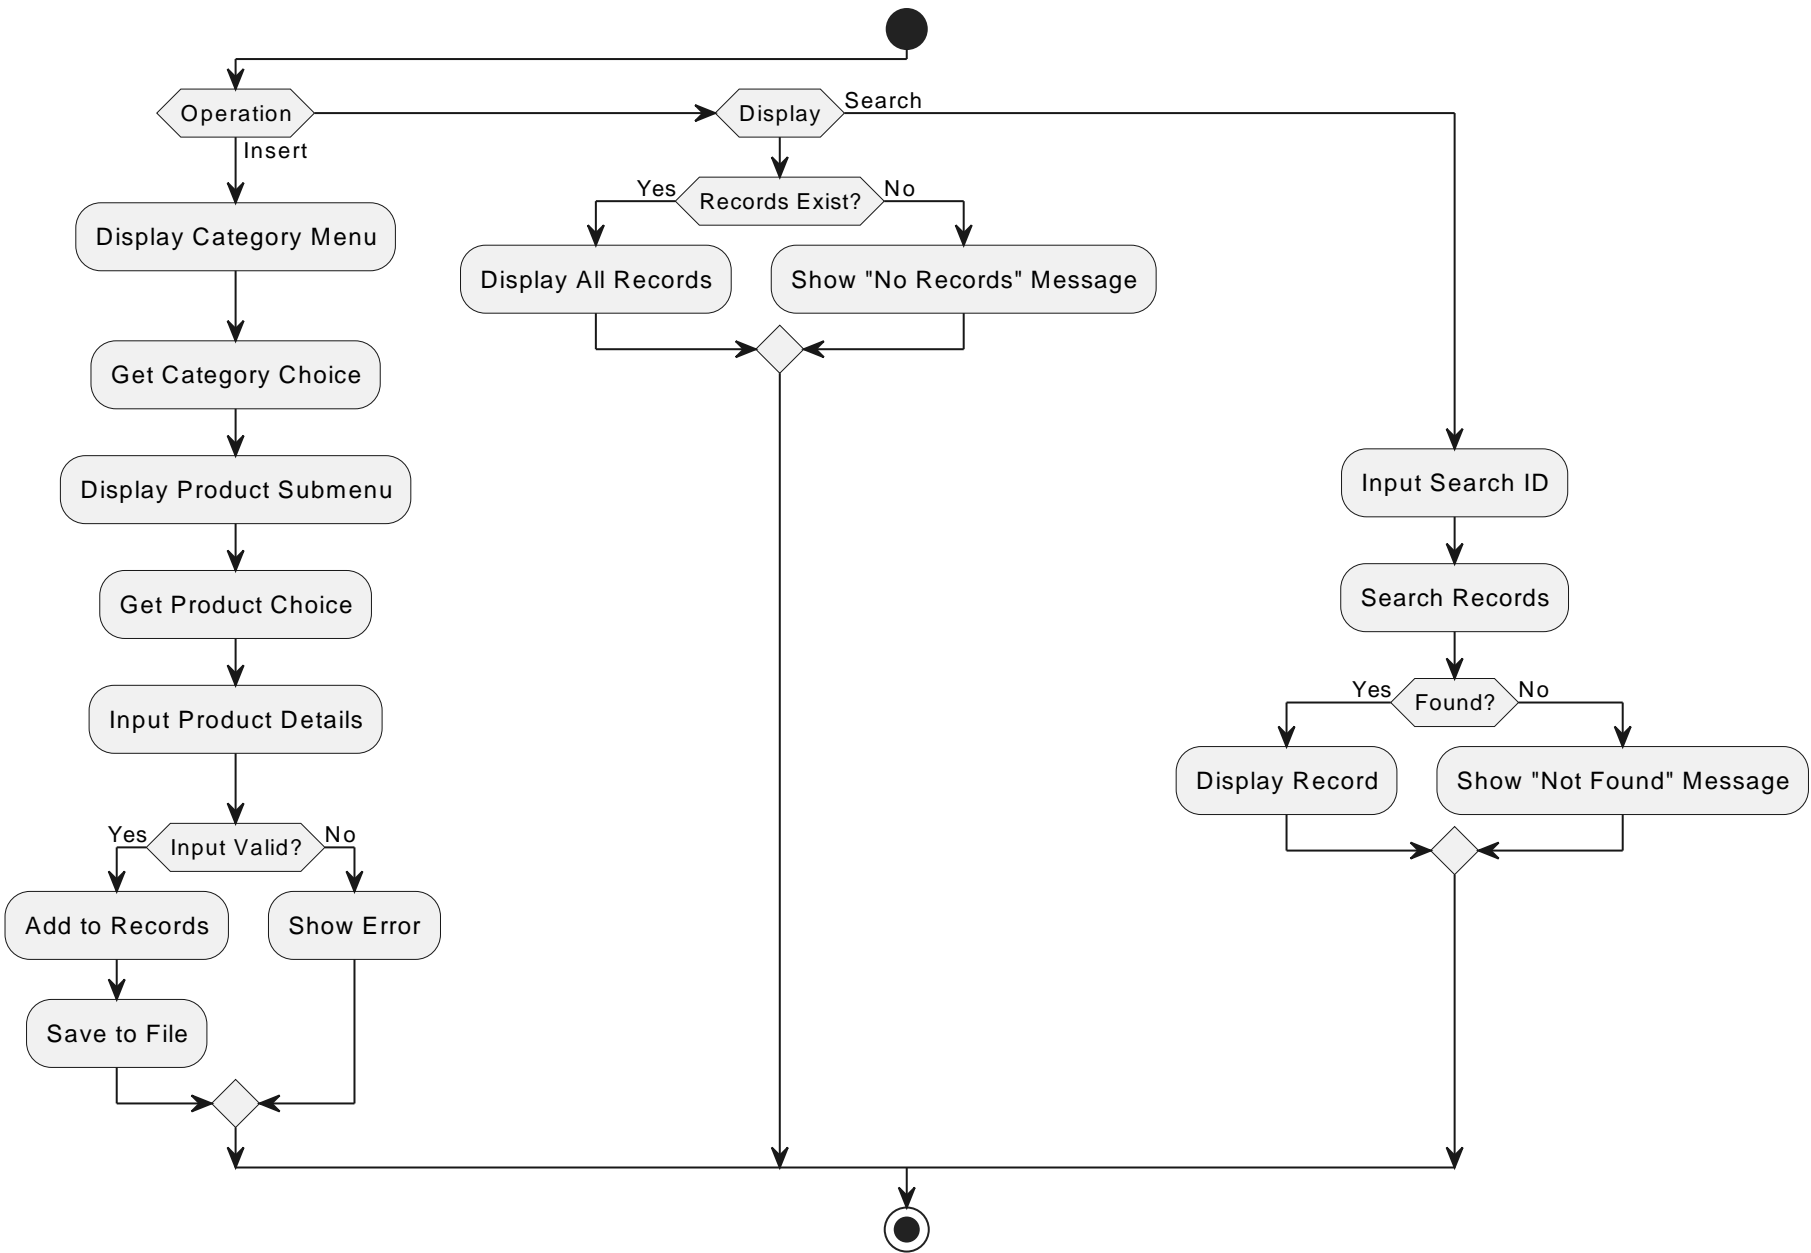 Operation
Insert
Display Category Menu
Get Category Choice
Display Product Submenu
Get Product Choice
Input Product Details
Yes
Input Valid?
No
Add to Records
Show Error
Save to File
Display
Search
Yes
Records Exist?
No
Display All Records
Show "No Records" Message
Input Search ID
Search Records
Yes
Found?
No
Display Record
Show "Not Found" Message